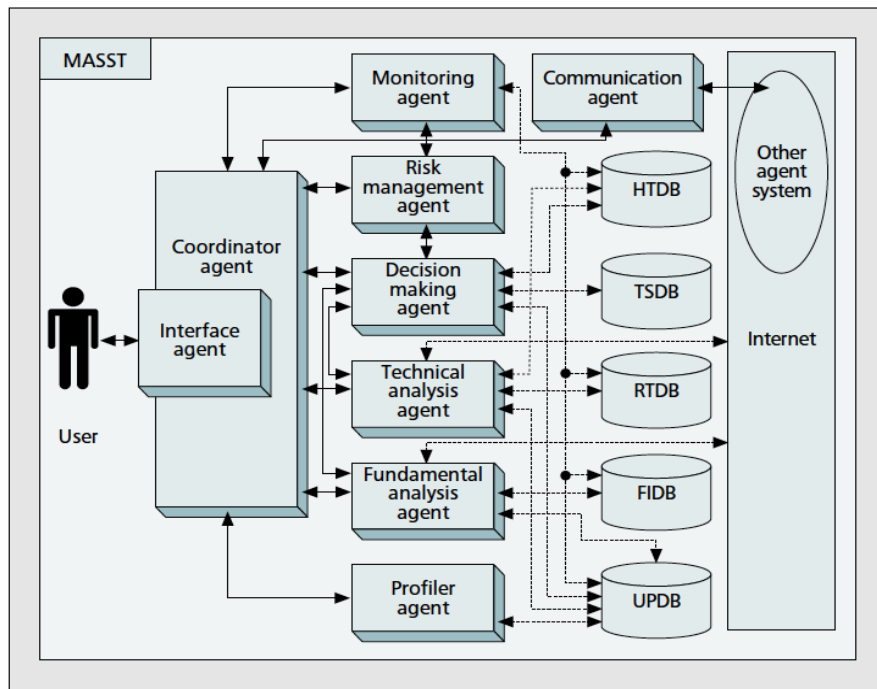 MASST
Monitoring
agent
Communication
agent
Risk
management
agent
HTDB
Other
agent
system
Coordinator
agent
Decision
making
agent
TSDB
Interface
agent
Internet
Technical
analysis
agent
RTDB
User
Fundamental
analysis
agent
FIDB
Profiler
agent
UPDB